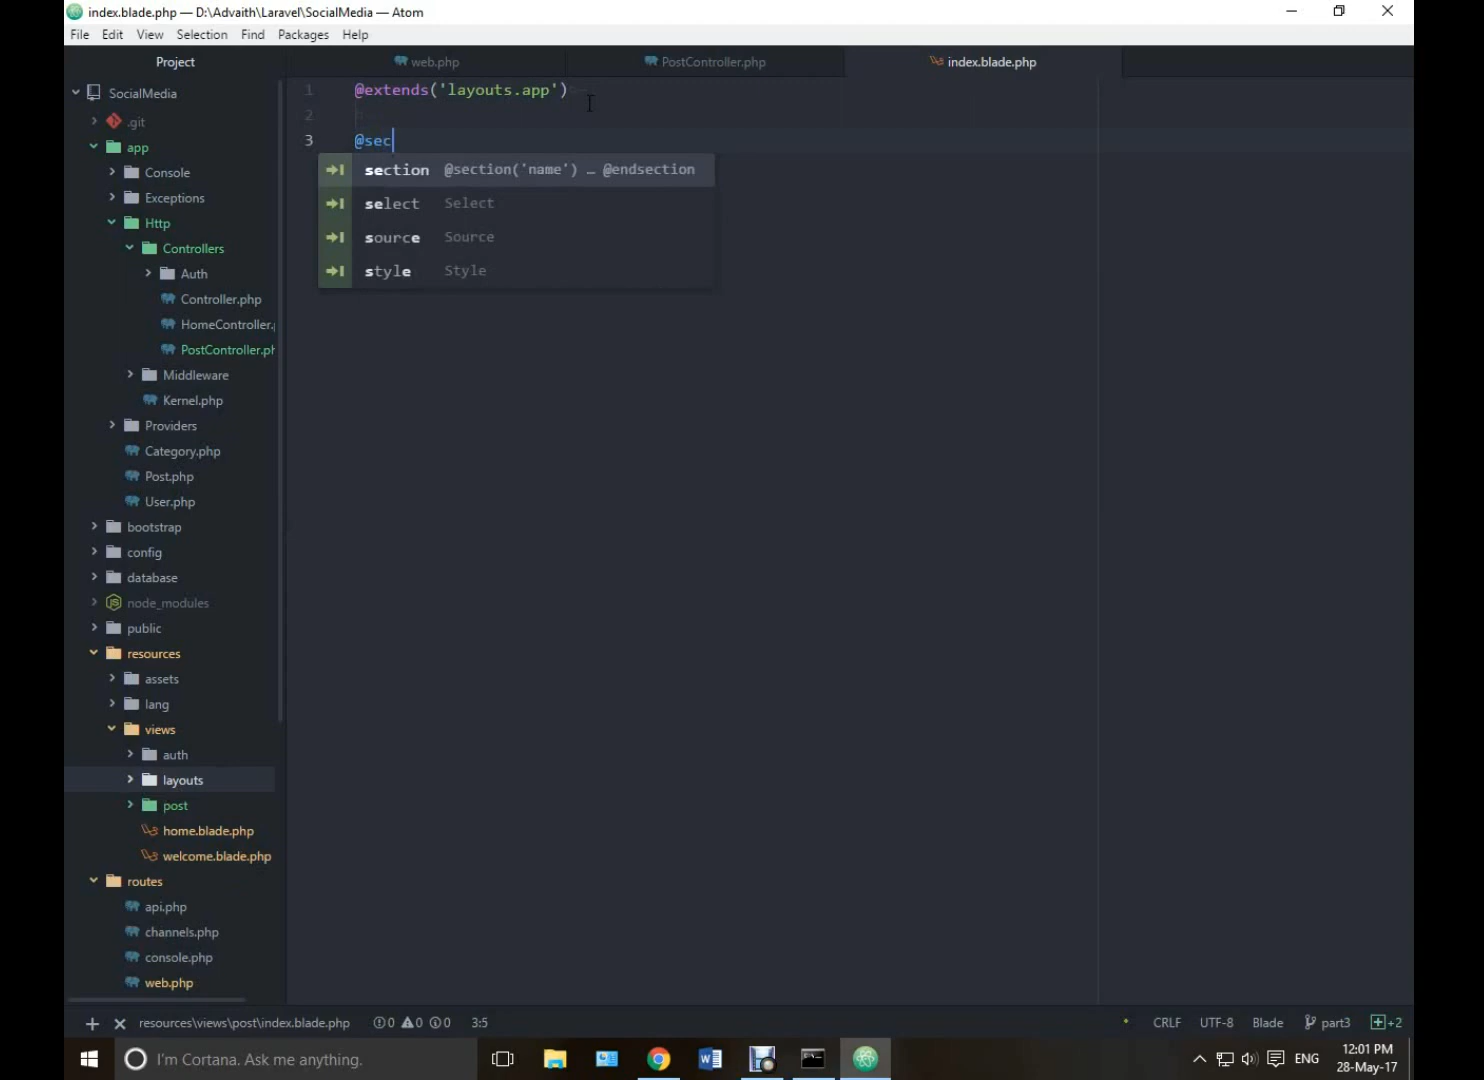 index.blade.php — D:\Advaith\Laravel\SocialMedia — Atom
File Edit View Selection Find Packages Help
Project
web.php
PostController.php
index.blade.php
SocialMedia
.git
app
Console
Exceptions
Http
Controllers
Auth
Controller.php
HomeController.p
PostController.ph
Middleware
Kernel.php
Providers
Category.php
Post.php
User.php
bootstrap
config
database
node_modules
public
resources
assets
lang
views
auth
layouts
post
home.blade.php
welcome.blade.php
routes
api.php
channels.php
console.php
web.php
1 @extends('layouts.app')
2
3 @sec
section @section('name') … @endsection
select Select
source Source
style Style
resources\views\post\index.blade.php 0 0 0 3:5
CRLF UTF-8 Blade part3 +2
I'm Cortana. Ask me anything.
ENG
12:01 PM
28-May-17